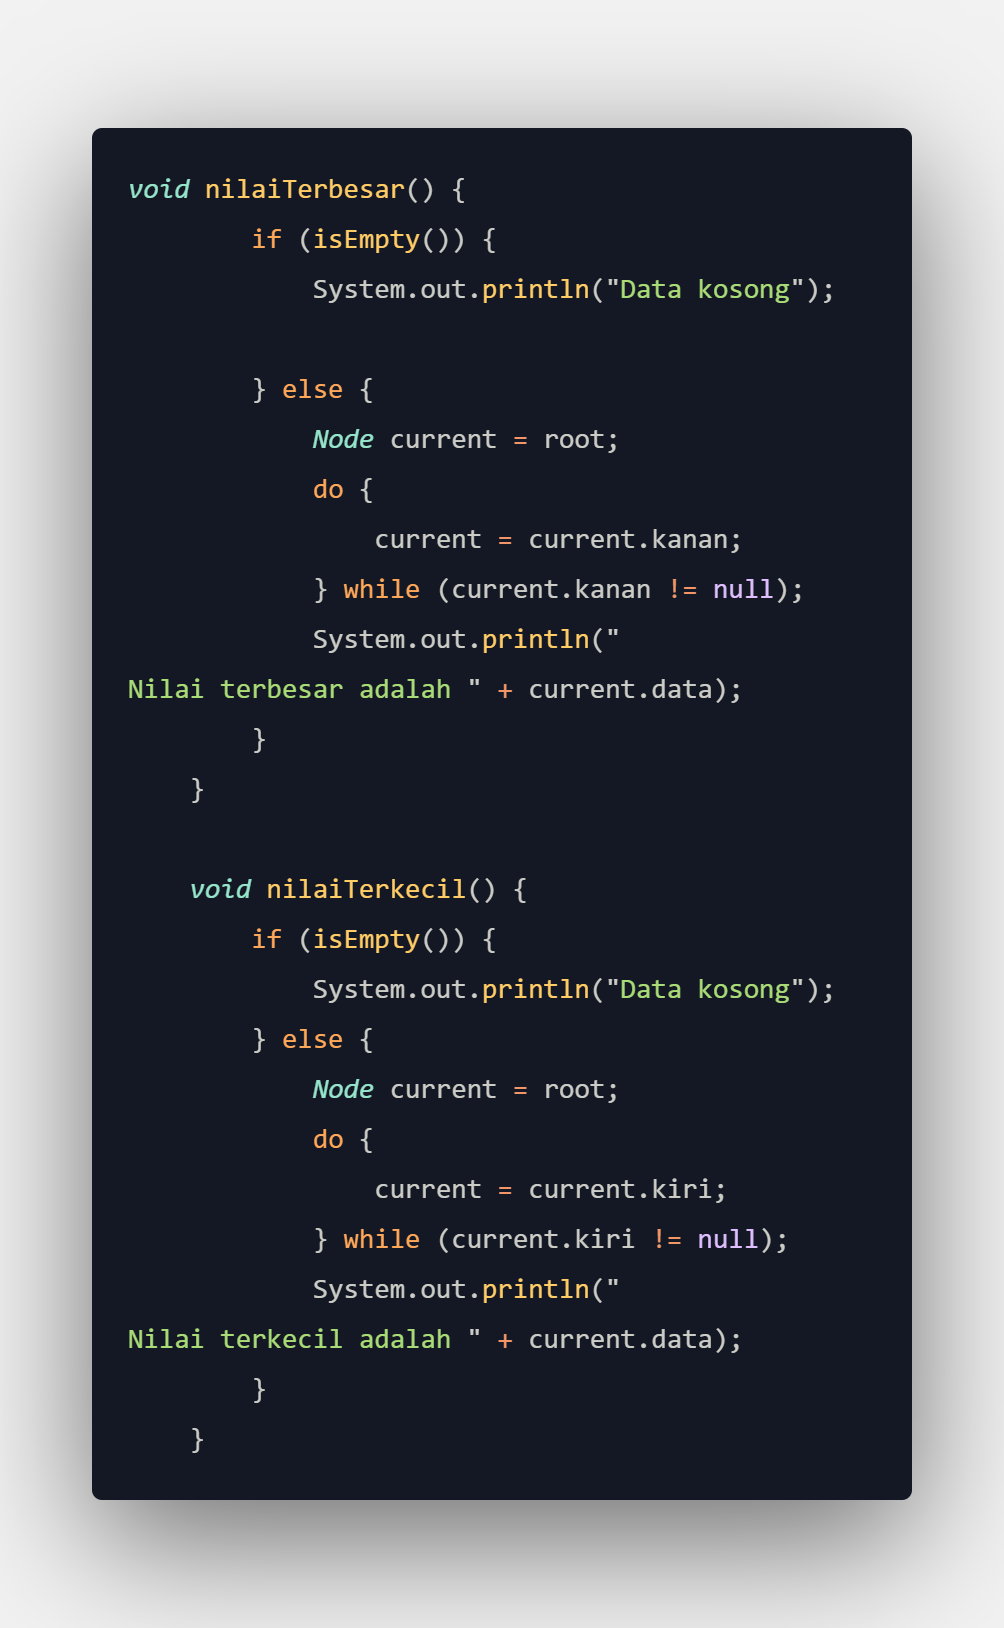 void nilaiTerbesar() {
        if (isEmpty()) {
            System.out.println("Data kosong");

        } else {
            Node current = root;
            do {
                current = current.kanan;
            } while (current.kanan != null);
            System.out.println("
Nilai terbesar adalah " + current.data);
        }
    }

    void nilaiTerkecil() {
        if (isEmpty()) {
            System.out.println("Data kosong");
        } else {
            Node current = root;
            do {
                current = current.kiri;
            } while (current.kiri != null);
            System.out.println("
Nilai terkecil adalah " + current.data);
        }
    }